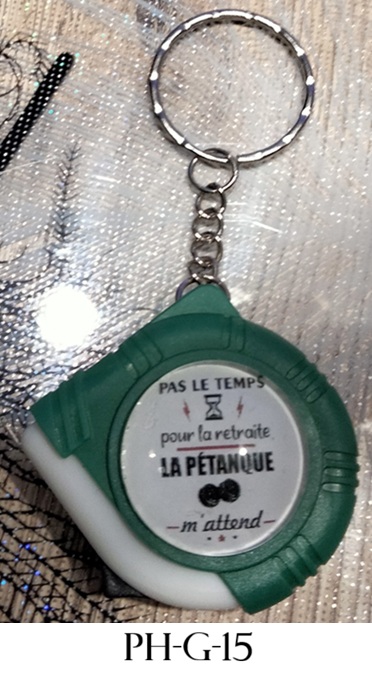 PAS LE TEMPS
pour la retraite
LA PÉTANQUE
m'attend
PH-G-15